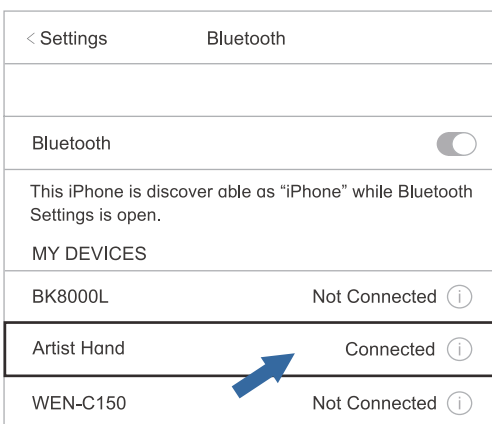 < Settings Bluetooth
Bluetooth
This iPhone is discover able as “iPhone” while Bluetooth
Settings is open.
MY DEVICES
BK8000L Not Connected i
Artist Hand Connected i
WEN-C150 Not Connected i